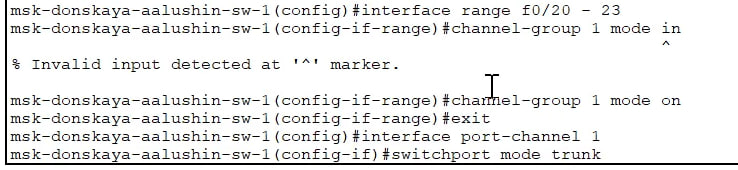 msk-donskaya-aalushin-sw-1(config)#interface range f0/20 - 23
msk-donskaya-aalushin-sw-1(config-if-range)#channel-group 1 mode in
^
% Invalid input detected at '^' marker.
msk-donskaya-aalushin-sw-1(config-if-range)#channel-group 1 mode on
msk-donskaya-aalushin-sw-1(config-if-range)#exit
msk-donskaya-aalushin-sw-1(config)#interface port-channel 1
msk-donskaya-aalushin-sw-1(config-if)#switchport mode trunk